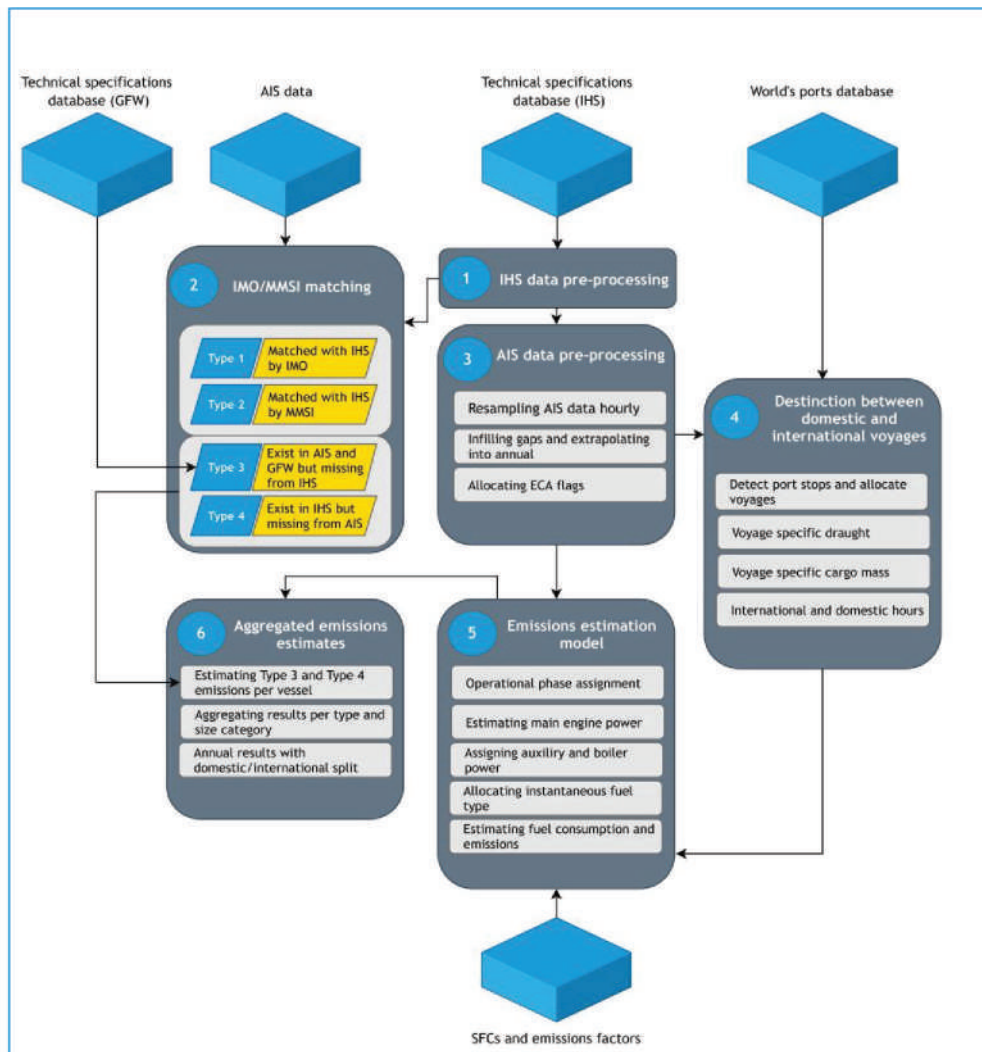 Technical specifications
database (GFW)
AIS data
Technical specifications
database (IHS)
World's ports database
1
IHS data pre-processing
2
IMO/MMSI matching
Type 1
Matched with IHS
by IMO
Type 2
Matched with IHS
by MMSI
Type 3
Exist in AIS and
GFW but missing
from IHS
Type 4
Exist in IHS but
missing from AIS
3
AIS data pre-processing
Resampling AIS data hourly
Infilling gaps and extrapolating
into annual
Allocating ECA flags
4
Destinction between
domestic and
international voyages
Detect port stops and allocate
voyages
Voyage specific draught
Voyage specific cargo mass
International and domestic hours
6
Aggregated emissions
estimates
Estimating Type 3 and Type 4
emissions per vessel
Aggregating results per type and
size category
Annual results with
domestic/international split
5
Emissions estimation
model
Operational phase assignment
Estimating main engine power
Assigning auxiliry and boiler
power
Allocating instantaneous fuel
type
Estimating fuel consumption and
emissions
SFCs and emissions factors